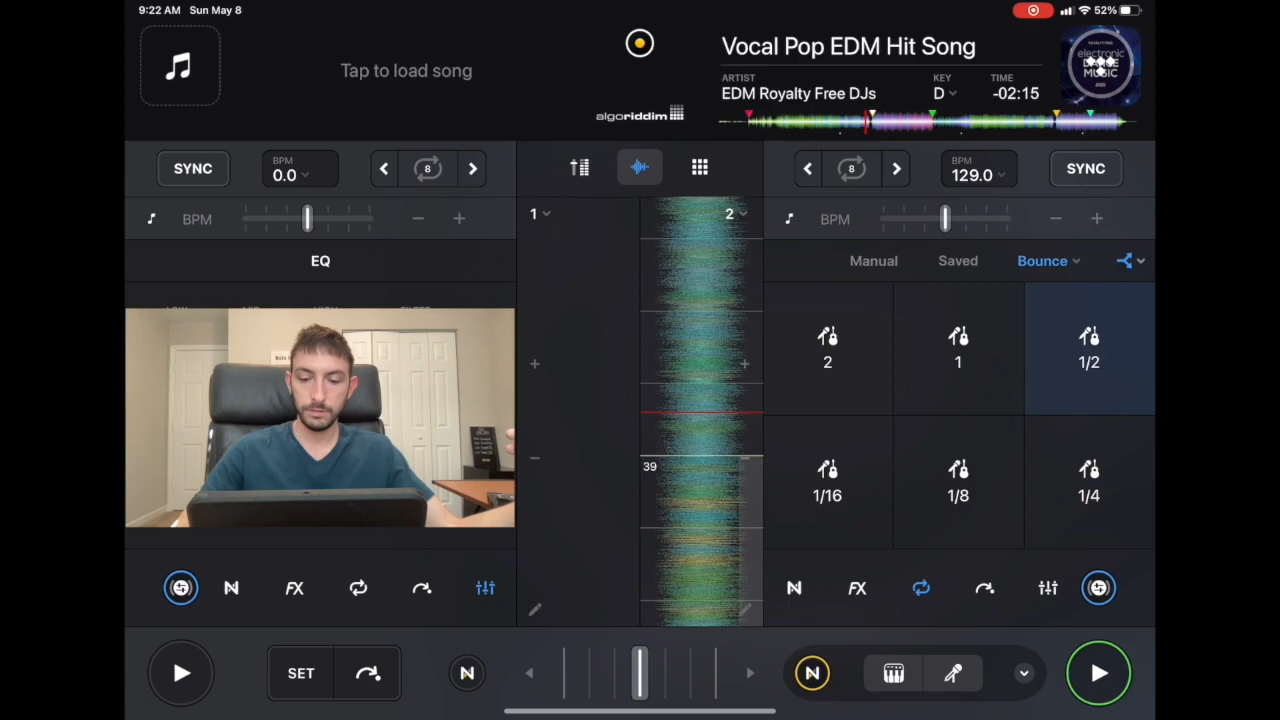 9:22 AM Sun May 8
52%
Tap to load song
algoriddim
Vocal Pop EDM Hit Song
ARTIST
EDM Royalty Free DJs
KEY
D
TIME
-02:15
electronic
DANCE
MUSIC
SYNC
BPM
0.0
8
8
BPM
129.0
SYNC
BPM
BPM
EQ
1
2
39
Manual
Saved
Bounce
2
1
1/2
1/16
1/8
1/4
N
FX
N
FX
SET
N
N